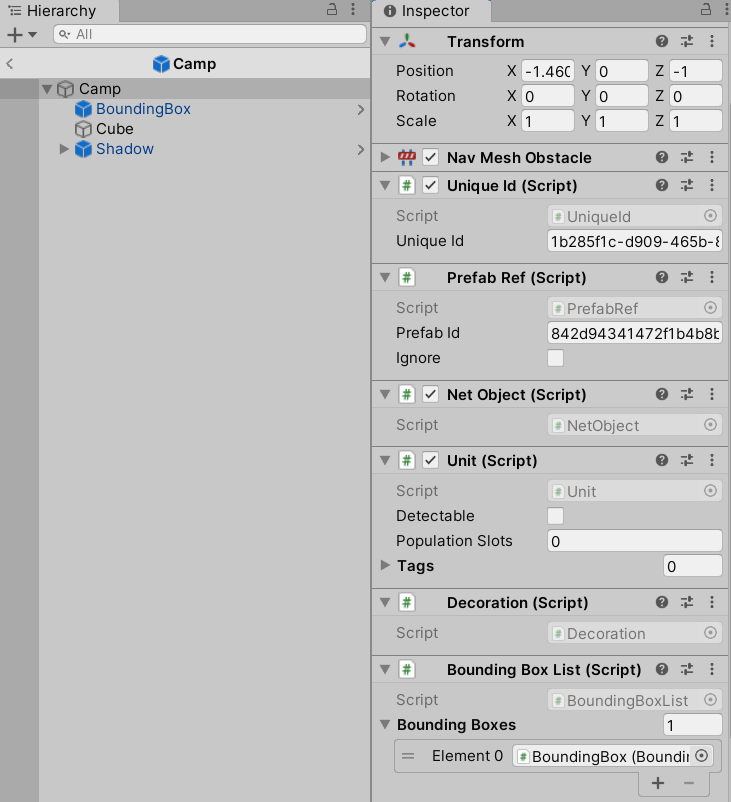 Hierarchy
All
Camp
Camp
BoundingBox
Cube
Shadow
Inspector
Transform
Position X -1.460 Y 0 Z -1
Rotation X 0 Y 0 Z 0
Scale X 1 Y 1 Z 1
Nav Mesh Obstacle
# Unique Id (Script)
Script # UniqueId
Unique Id 1b285f1c-d909-465b-8
# Prefab Ref (Script)
Script # PrefabRef
Prefab Id 842d94341472f1b4b8b
Ignore
# Net Object (Script)
Script # NetObject
# Unit (Script)
Script # Unit
Detectable
Population Slots 0
Tags 0
# Decoration (Script)
Script # Decoration
# Bounding Box List (Script)
Script # BoundingBoxList
Bounding Boxes 1
Element 0 # BoundingBox (Boundin